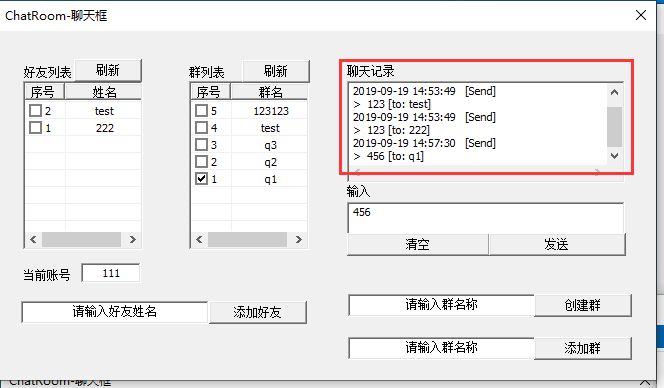 ChatRoom-聊天框
好友列表 刷新
序号 姓名
2 test
1 222
群列表 刷新
序号 群名
5 123123
4 test
3 q3
2 q2
1 q1
聊天记录
2019-09-19 14:53:49 [Send]
> 123 [to: test]
2019-09-19 14:53:49 [Send]
> 123 [to: 222]
2019-09-19 14:57:30 [Send]
> 456 [to: q1]
输入
456
清空 发送
当前账号 111
请输入好友姓名 添加好友
请输入群名称 创建群
请输入群名称 添加群
ChatRoom-聊天框